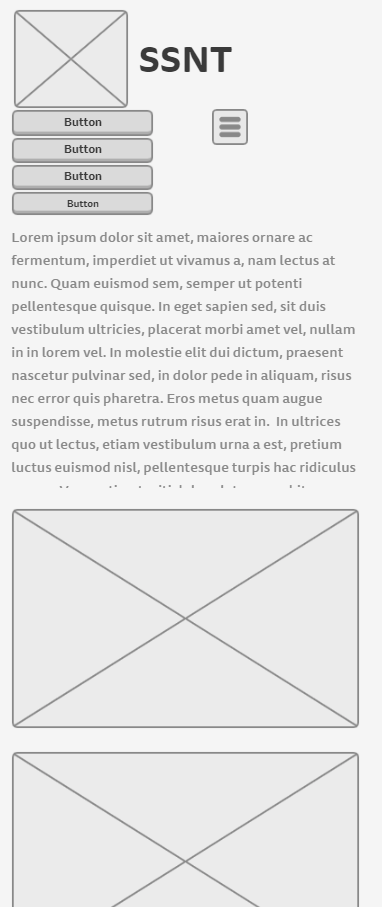 SSNT
Button
Button
Button
Button
Lorem ipsum dolor sit amet, maiores ornare ac
fermentum, imperdiet ut vivamus a, nam lectus at
nunc. Quam euismod sem, semper ut potenti
pellentesque quisque. In eget sapien sed, sit duis
vestibulum ultricies, placerat morbi amet vel, nullam
in in lorem vel. In molestie elit dui dictum, praesent
nascetur pulvinar sed, in dolor pede in aliquam, risus
nec error quis pharetra. Eros metus quam augue
suspendisse, metus rutrum risus erat in.  In ultrices
quo ut lectus, etiam vestibulum urna a est, pretium
luctus euismod nisl, pellentesque turpis hac ridiculus